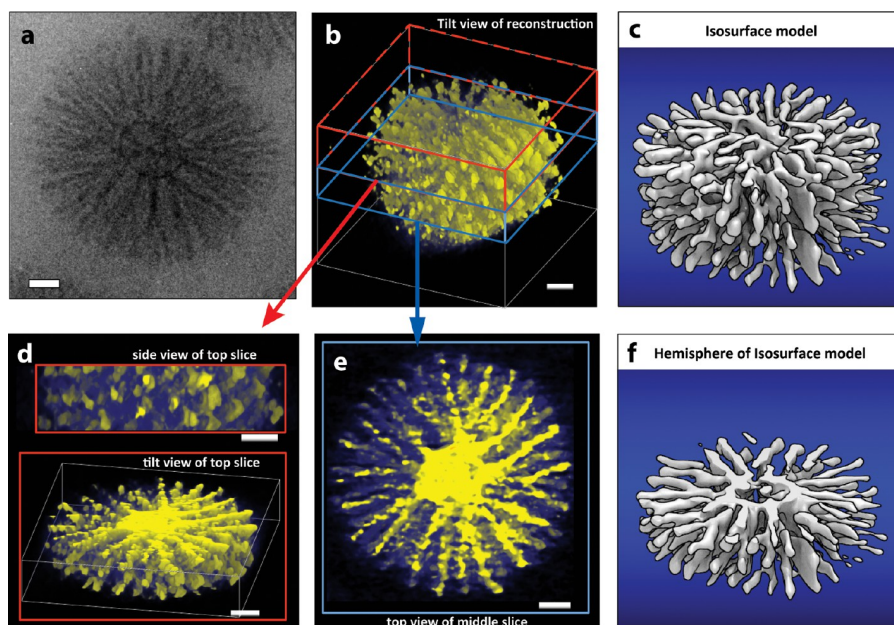 a
b
Tilt view of reconstruction
c
Isosurface model
d
side view of top slice
tilt view of top slice
e
top view of middle slice
f
Hemisphere of Isosurface model